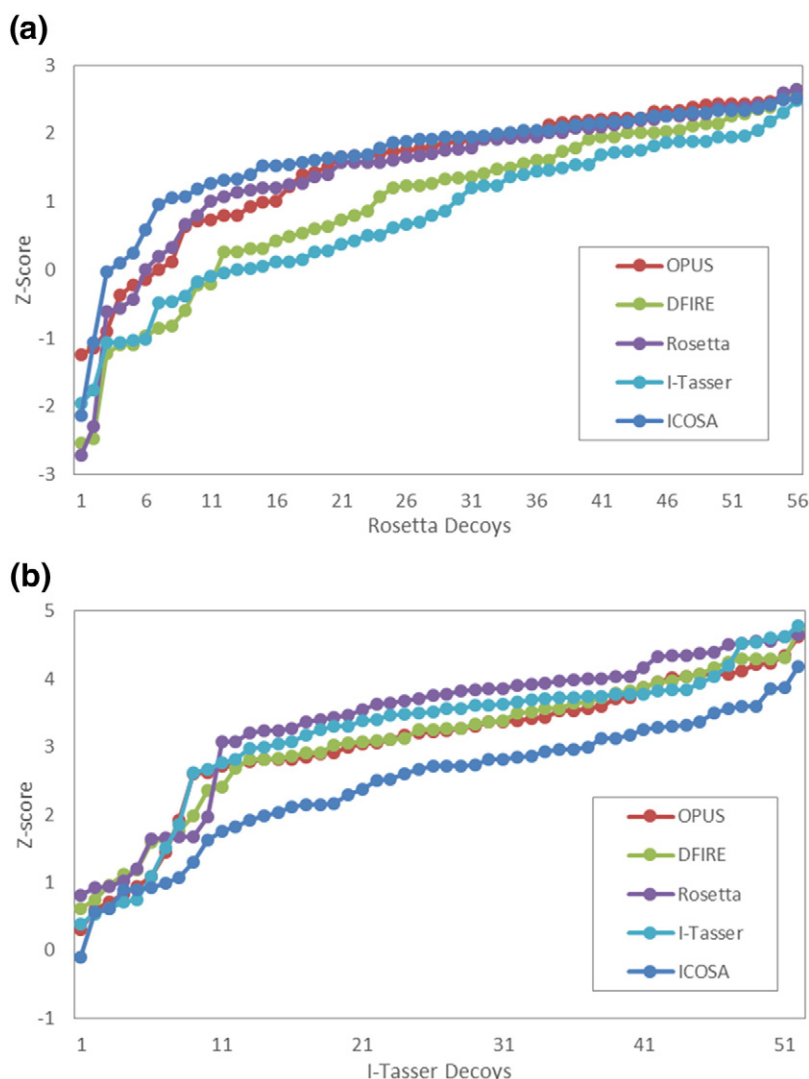 (a)
3
2
1
0
-1
-2
-3
Z-Score
OPUS
DFIRE
Rosetta
I-Tasser
ICOSA
1 6 11 16 21 26 31 36 41 46 51 56
Rosetta Decoys
(b)
5
4
3
2
1
0
-1
Z-score
OPUS
DFIRE
Rosetta
I-Tasser
ICOSA
1 11 21 31 41 51
I-Tasser Decoys